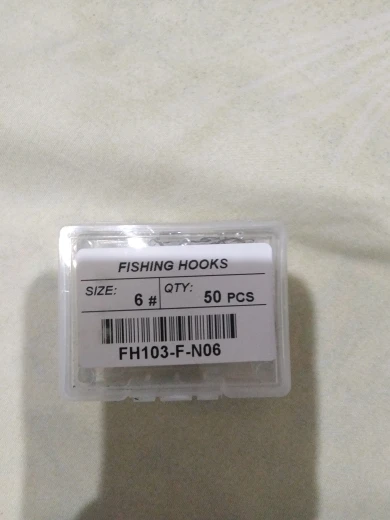 FISHING HOOKS
SIZE: 6 # QTY: 50 PCS
FH103-F-N06